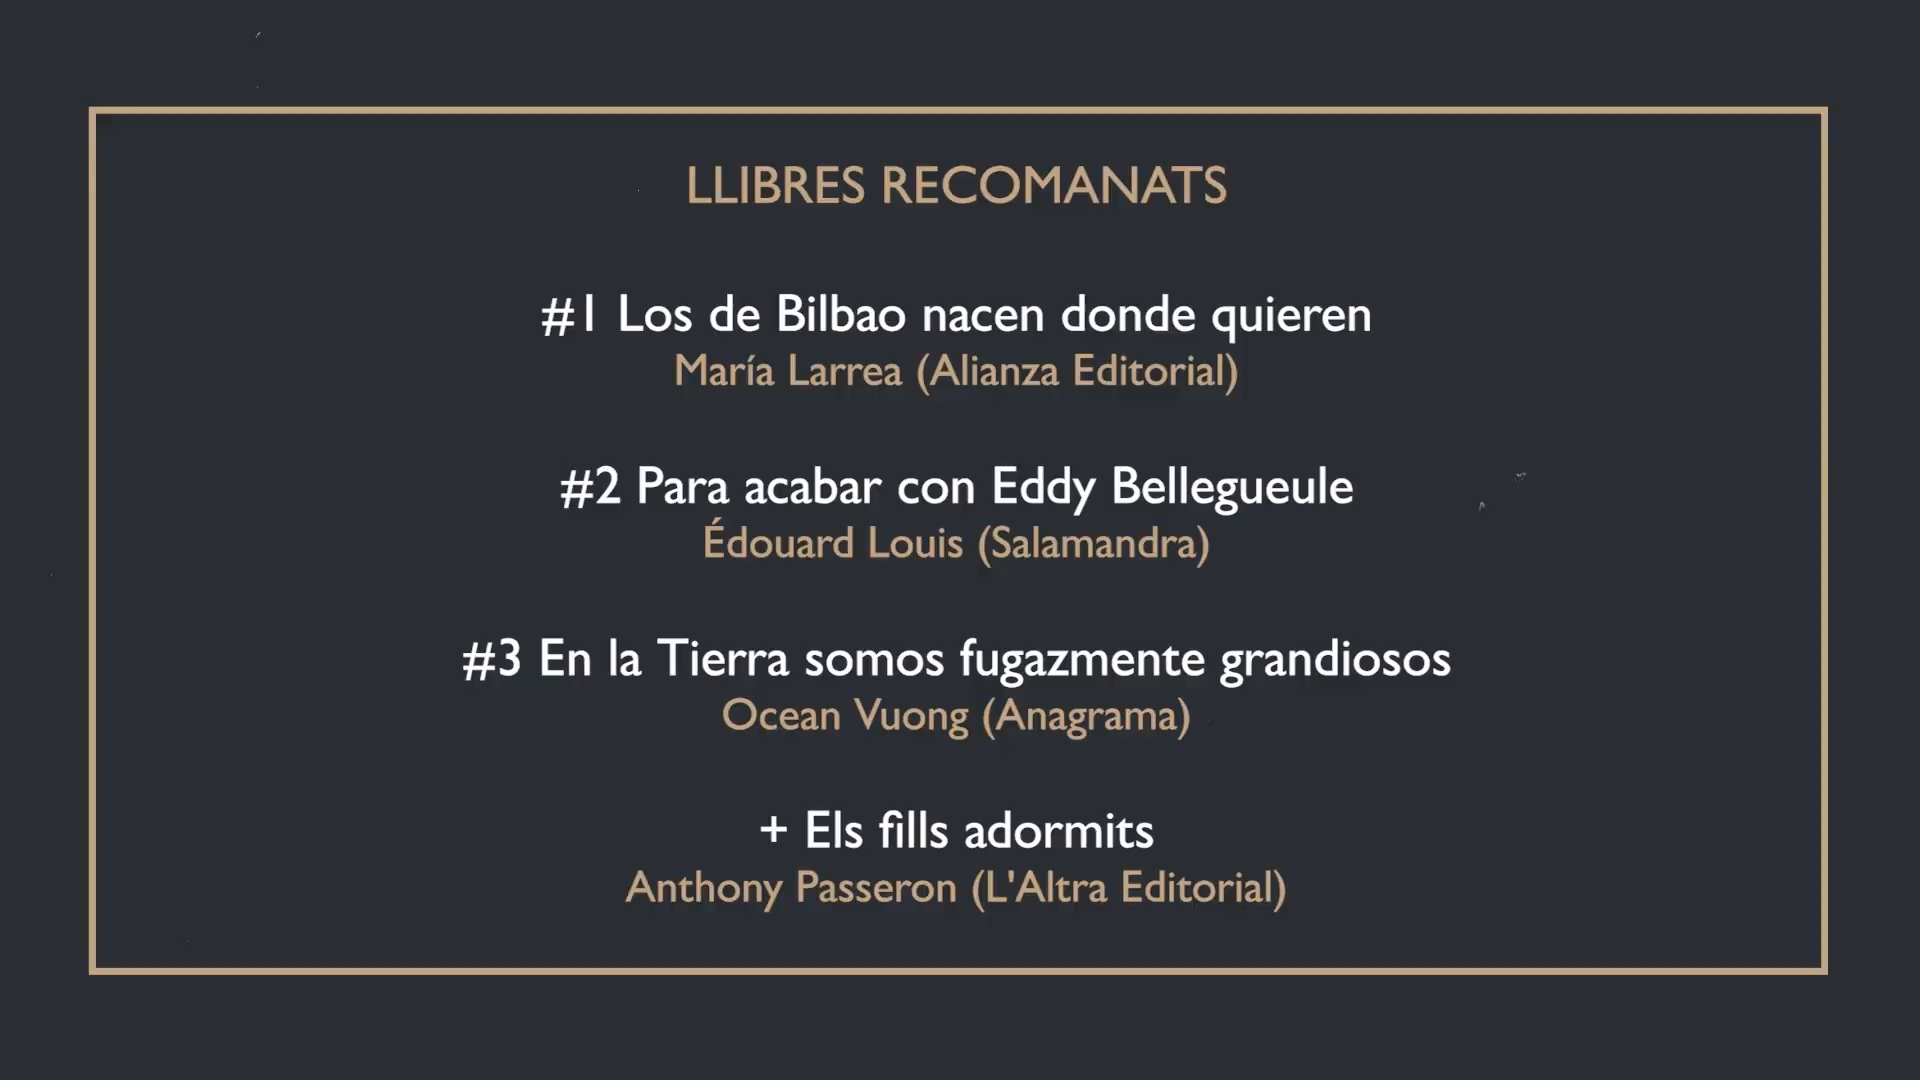 LLIBRES RECOMANATS
#1 Los de Bilbao nacen donde quieren
María Larrea (Alianza Editorial)
#2 Para acabar con Eddy Bellegueule
Édouard Louis (Salamandra)
#3 En la Tierra somos fugazmente grandiosos
Ocean Vuong (Anagrama)
+ Els fills adormits
Anthony Passeron (L'Altra Editorial)